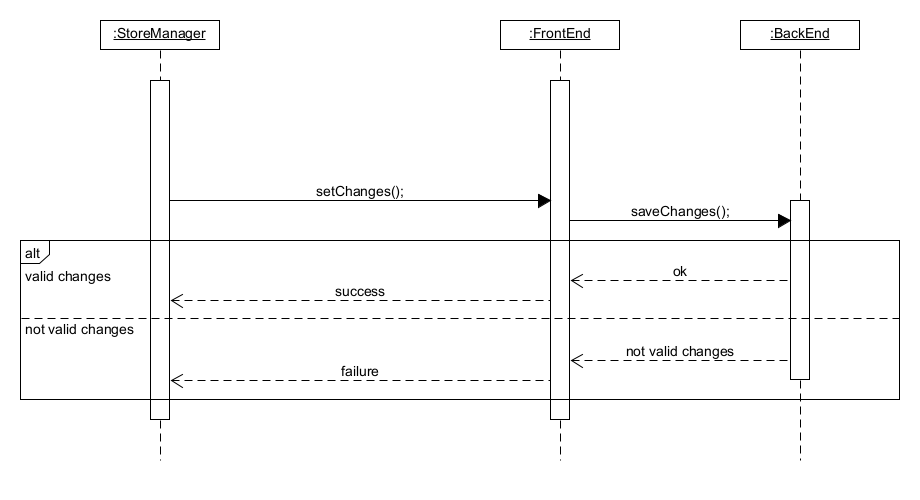 :StoreManager
:FrontEnd
:BackEnd
setChanges();
saveChanges();
alt
valid changes
ok
success
not valid changes
not valid changes
failure